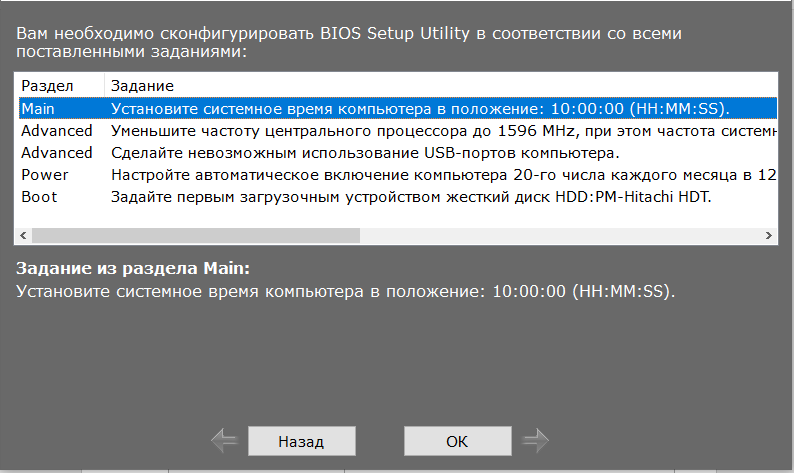 Вам необходимо сконфигурировать BIOS Setup Utility в соответствии со всеми
поставленными заданиями:
Раздел Задание
Main Установите системное время компьютера в положение: 10:00:00 (HH:MM:SS).
Advanced Уменьшите частоту центрального процессора до 1596 MHz, при этом частота систем
Advanced Сделайте невозможным использование USB-портов компьютера.
Power Настройте автоматическое включение компьютера 20-го числа каждого месяца в 12
Boot Задайте первым загрузочным устройством жесткий диск HDD:PM-Hitachi HDT.
Задание из раздела Main:
Установите системное время компьютера в положение: 10:00:00 (HH:MM:SS).
Назад OK